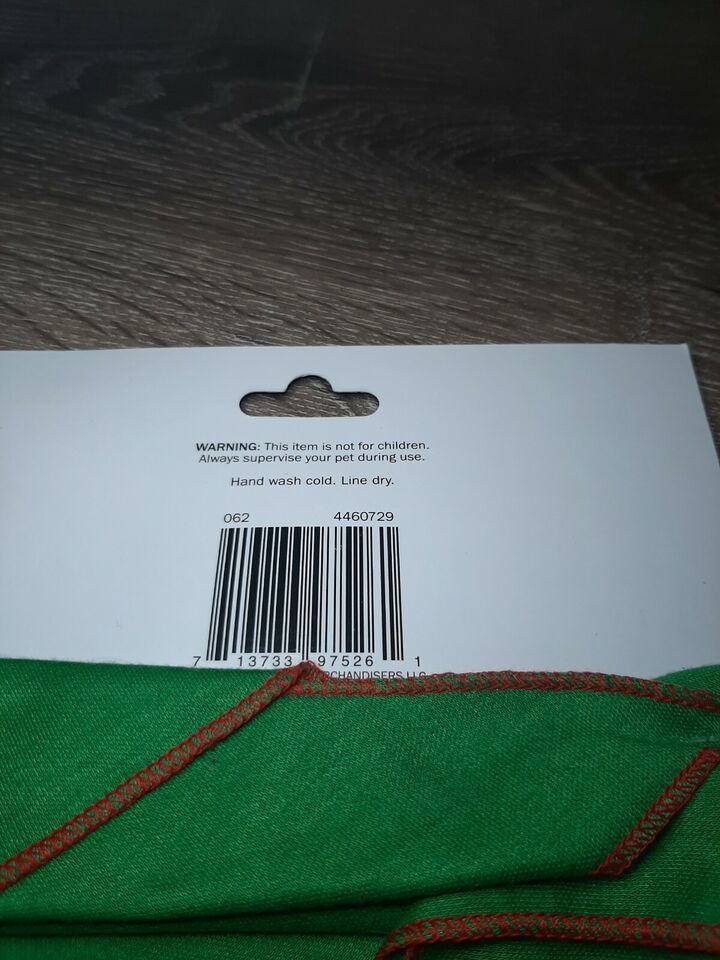 WARNING: This item is not for children.
Always supervise your pet during use.
Hand wash cold. Line dry.
062 4460729
7 13733 97526 1
LLC